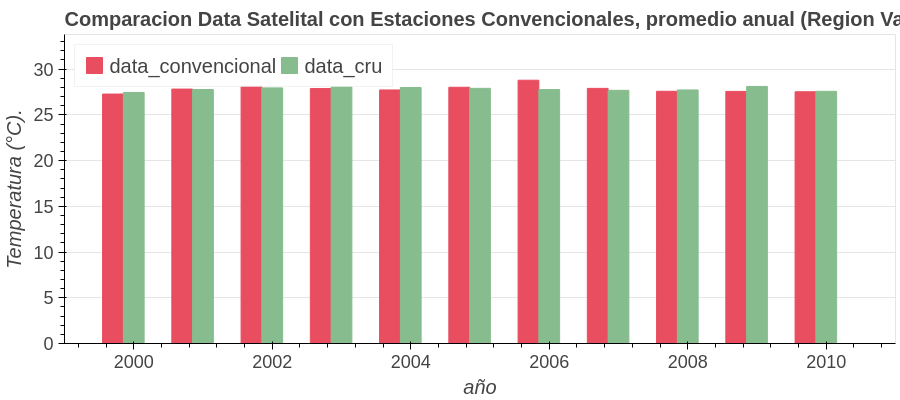 Comparacion Data Satelital con Estaciones Convencionales, promedio anual (Region Va
data_convencional data_cru
Temperatura (°C).
30
25
20
15
10
5
0
2000 2002 2004 2006 2008 2010
año